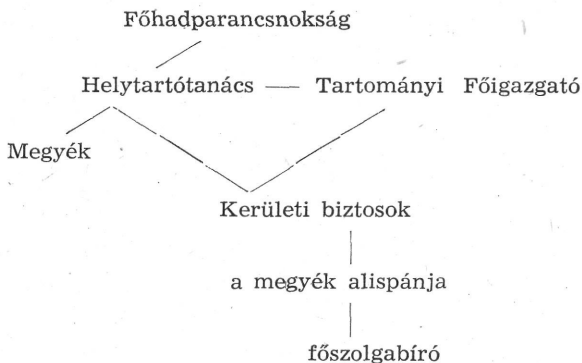 Főhadparancsnokság
Helytartótanács — Tartományi Főigazgató
Megyék
Kerületi biztosok
a megyék alispánja
főszolgabíró